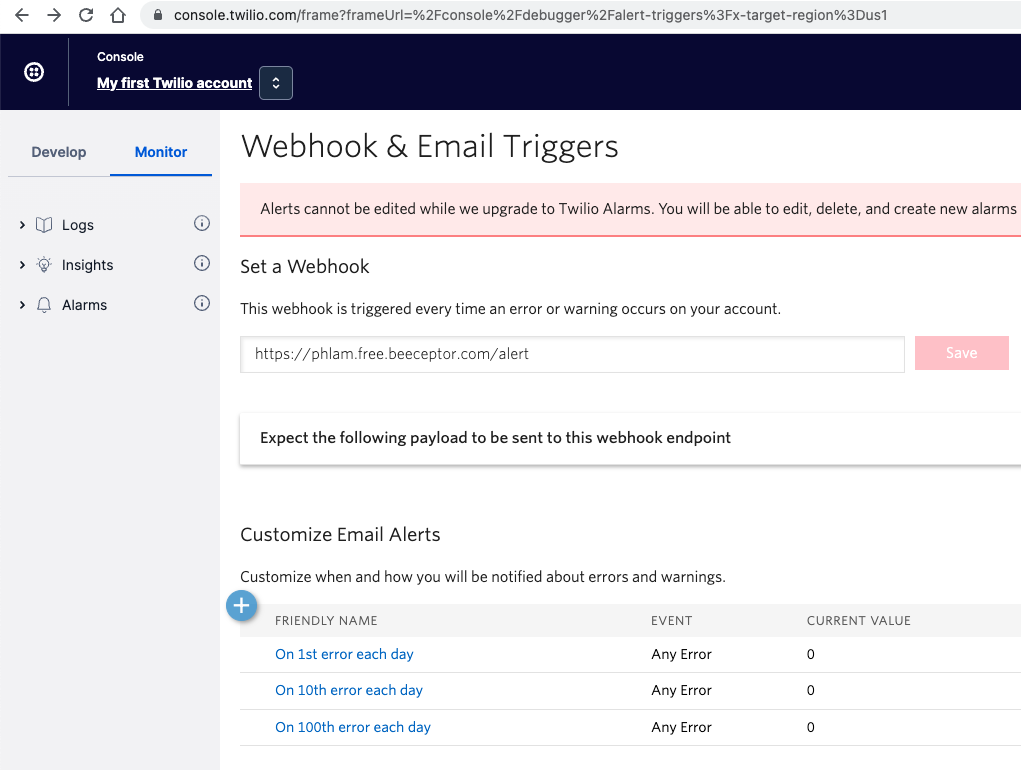 console.twilio.com/frame?frameUrl=%2Fconsole%2Fdebugger%2Falert-triggers%3Fx-target-region%3Dus1
Console
My first Twilio account
Develop
Monitor
Logs
Insights
Alarms
Webhook & Email Triggers
Alerts cannot be edited while we upgrade to Twilio Alarms. You will be able to edit, delete, and create new alarms
Set a Webhook
This webhook is triggered every time an error or warning occurs on your account.
https://phlam.free.beeceptor.com/alert
Save
Expect the following payload to be sent to this webhook endpoint
Customize Email Alerts
Customize when and how you will be notified about errors and warnings.
FRIENDLY NAME EVENT CURRENT VALUE
On 1st error each day Any Error 0
On 10th error each day Any Error 0
On 100th error each day Any Error 0